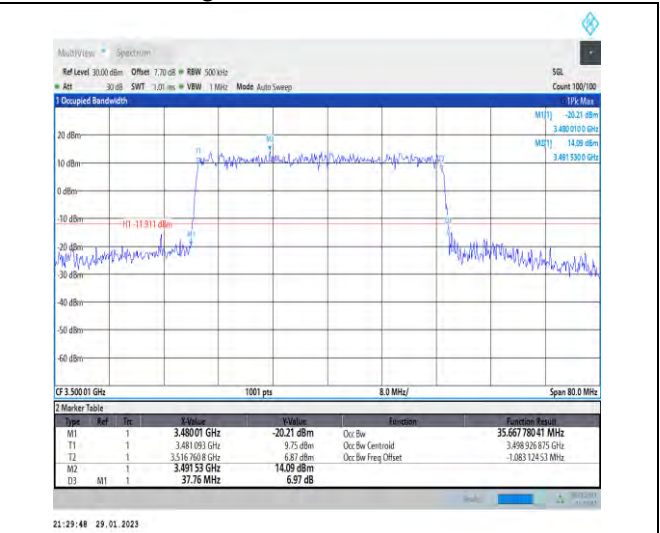 MultiView Spectrum
Ref Level 30.00 dBm Offset 7.70 dB RBW 500 kHz SGL
Att 30 dB SWT 1.01 ms VBW 1 MHz Mode Auto Sweep Count 100/100
1 Occupied Bandwidth 1Pk Max
M1[1] -20.21 dBm
3.480 010 0 GHz
20 dBm M2[1] 14.09 dBm
3.491 530 0 GHz
M2
T1
10 dBm
0 dBm
-10 dBm
H1 -11.911 dBm
M1
-20 dBm
-30 dBm
-40 dBm
-50 dBm
-60 dBm
CF 3.500 01 GHz 1001 pts 8.0 MHz/ Span 80.0 MHz
2 Marker Table
Type Ref Trc X-Value Y-Value Function Function Result
M1 1 3.480 01 GHz -20.21 dBm Occ Bw 35.667 780 41 MHz
T1 1 3.481 093 GHz 9.75 dBm Occ Bw Centroid 3.498 926 875 GHz
T2 1 3.516 760 8 GHz 6.87 dBm Occ Bw Freq Offset -1.083 124 53 MHz
M2 1 3.491 53 GHz 14.09 dBm
D3 M1 1 37.76 MHz 6.97 dB
21:29:48 29.01.2023